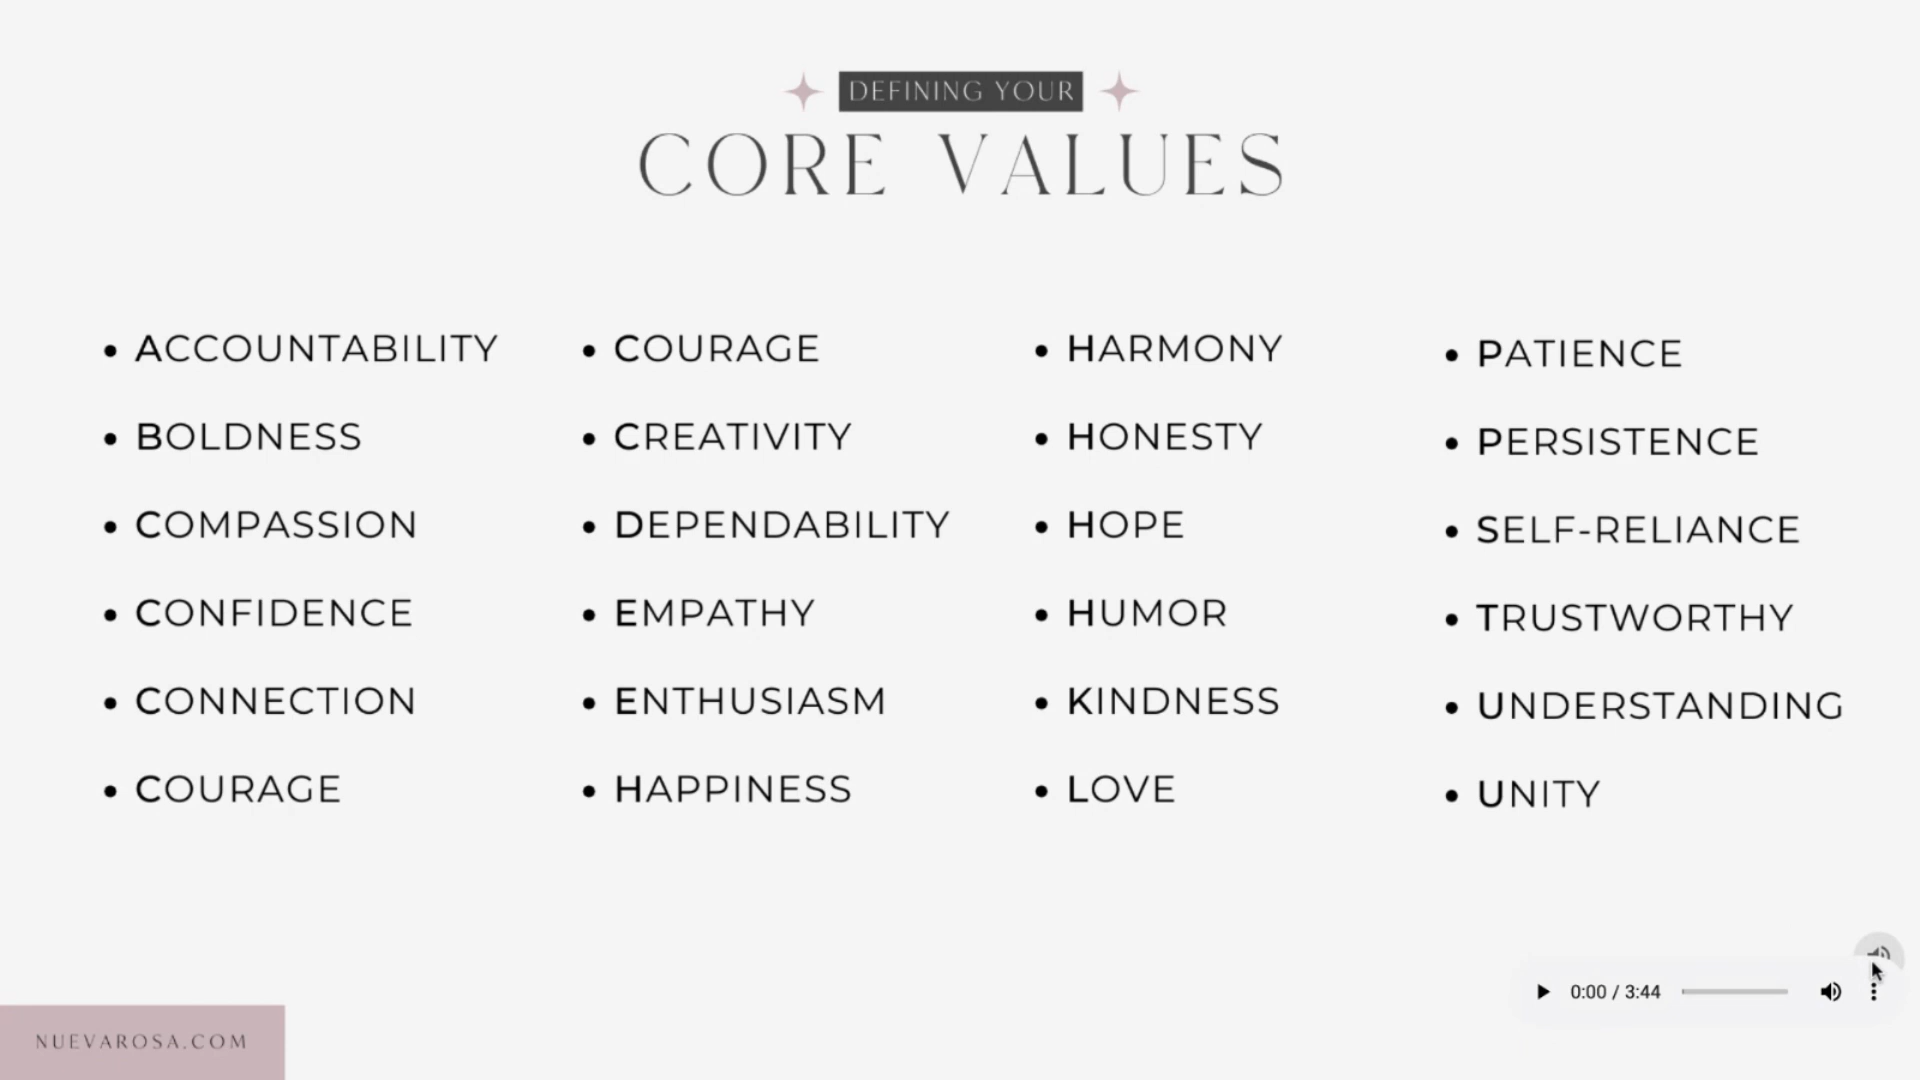 DEFINING YOUR
CORE VALUES
• ACCOUNTABILITY
• BOLDNESS
• COMPASSION
• CONFIDENCE
• CONNECTION
• COURAGE
• COURAGE
• CREATIVITY
• DEPENDABILITY
• EMPATHY
• ENTHUSIASM
• HAPPINESS
• HARMONY
• HONESTY
• HOPE
• HUMOR
• KINDNESS
• LOVE
• PATIENCE
• PERSISTENCE
• SELF-RELIANCE
• TRUSTWORTHY
• UNDERSTANDING
• UNITY
0:00 / 3:44
NUEVAROSA.COM